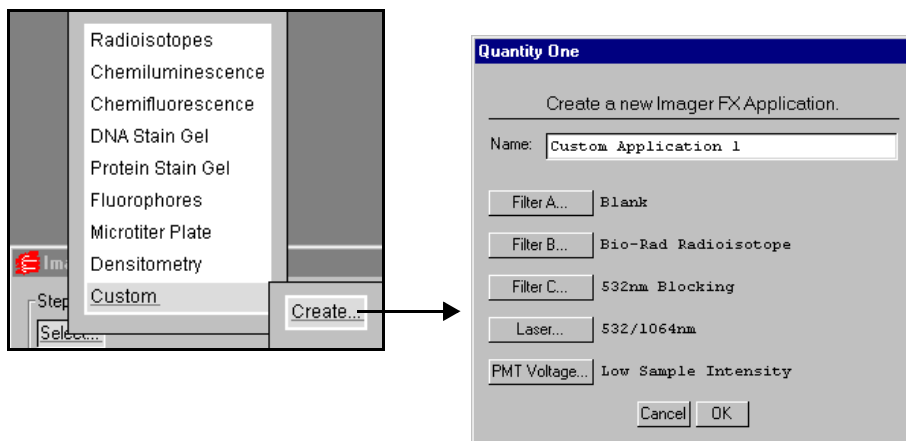 Radioisotopes
Chemiluminescence
Chemifluorescence
DNA Stain Gel
Protein Stain Gel
Fluorophores
Microtiter Plate
Densitometry
Custom
Create...
Step
Quantity One
Create a new Imager FX Application.
Name: Custom Application 1
Filter A... Blank
Filter B... Bio-Rad Radioisotope
Filter C... 532nm Blocking
Laser... 532/1064nm
PMT Voltage... Low Sample Intensity
Cancel OK